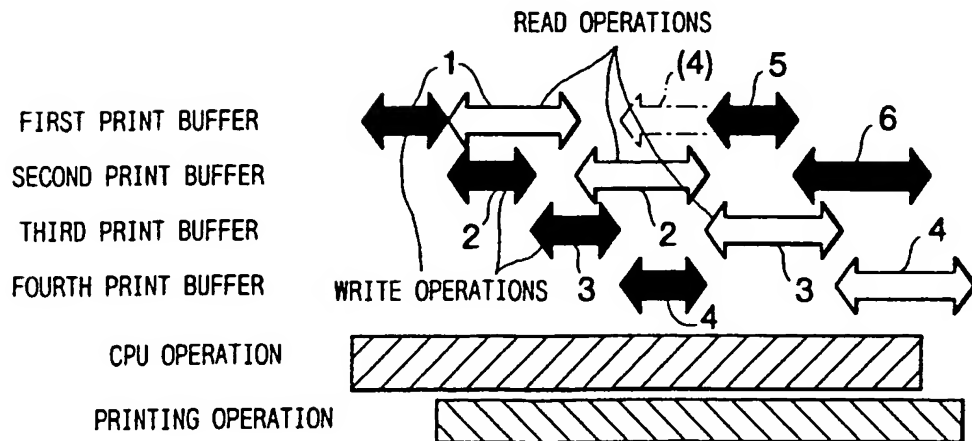 READ OPERATIONS
1 (4) 5
FIRST PRINT BUFFER
6
SECOND PRINT BUFFER
2 2
THIRD PRINT BUFFER
4
FOURTH PRINT BUFFER WRITE OPERATIONS 3 3
4
CPU OPERATION
PRINTING OPERATION